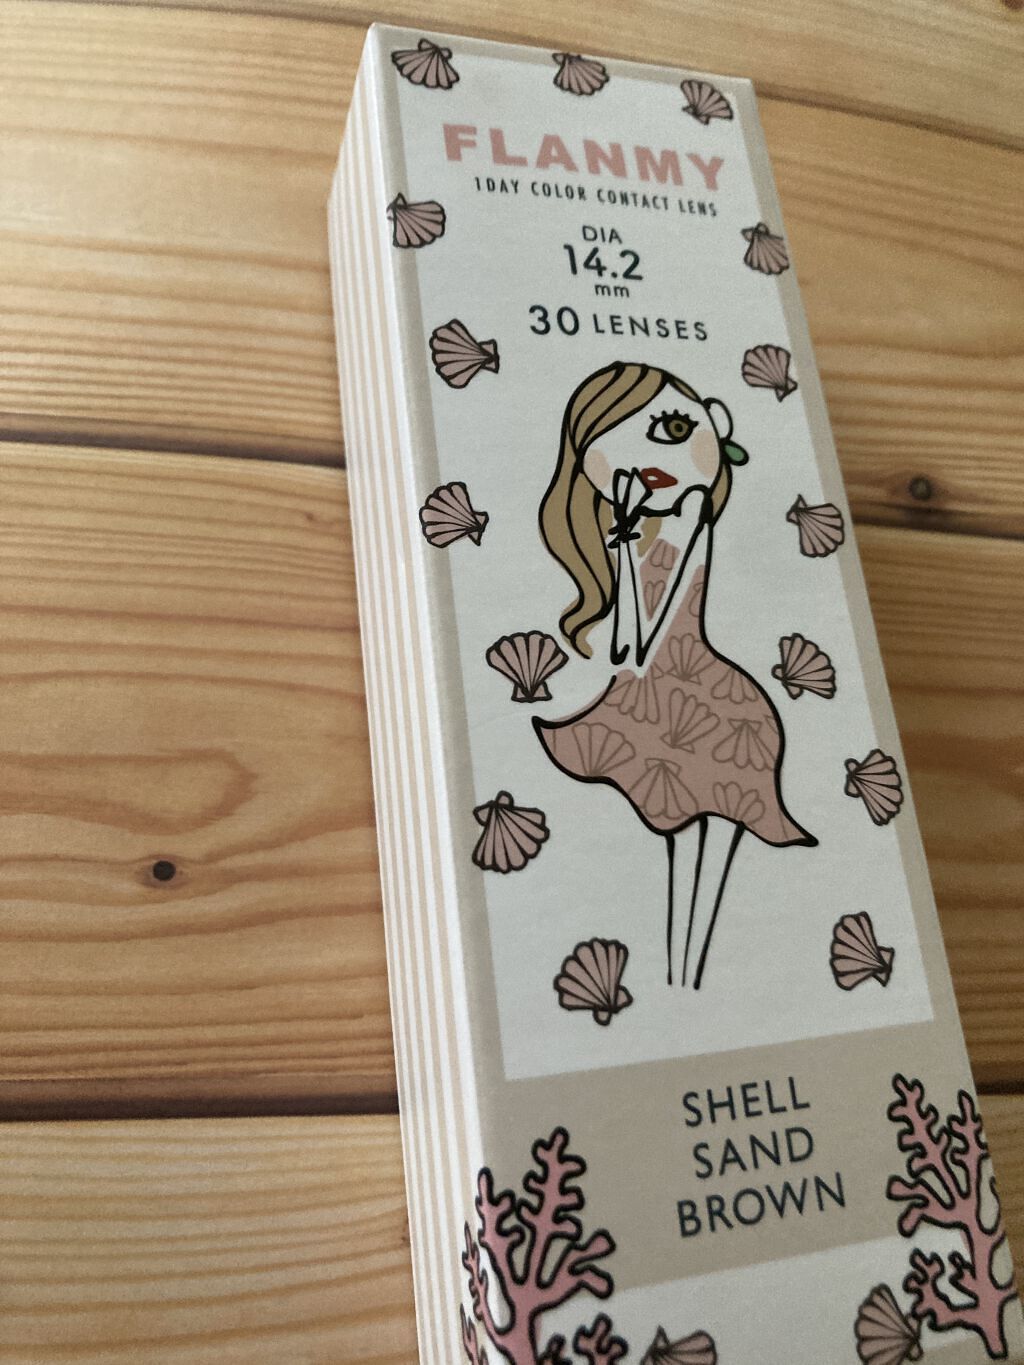 FLANMY
1DAY COLOR CONTACT LENS
DIA
14.2
mm
30 LENSES
SHELL
SAND
BROWN